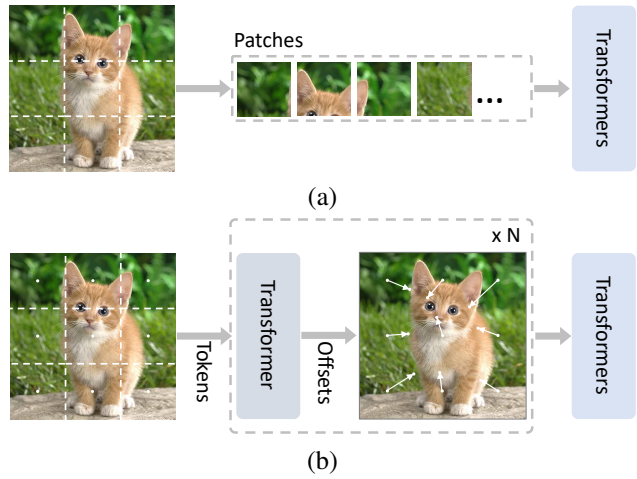 Patches
...
Transformers
(a)
x N
Tokens
Transformer
Offsets
Transformers
(b)